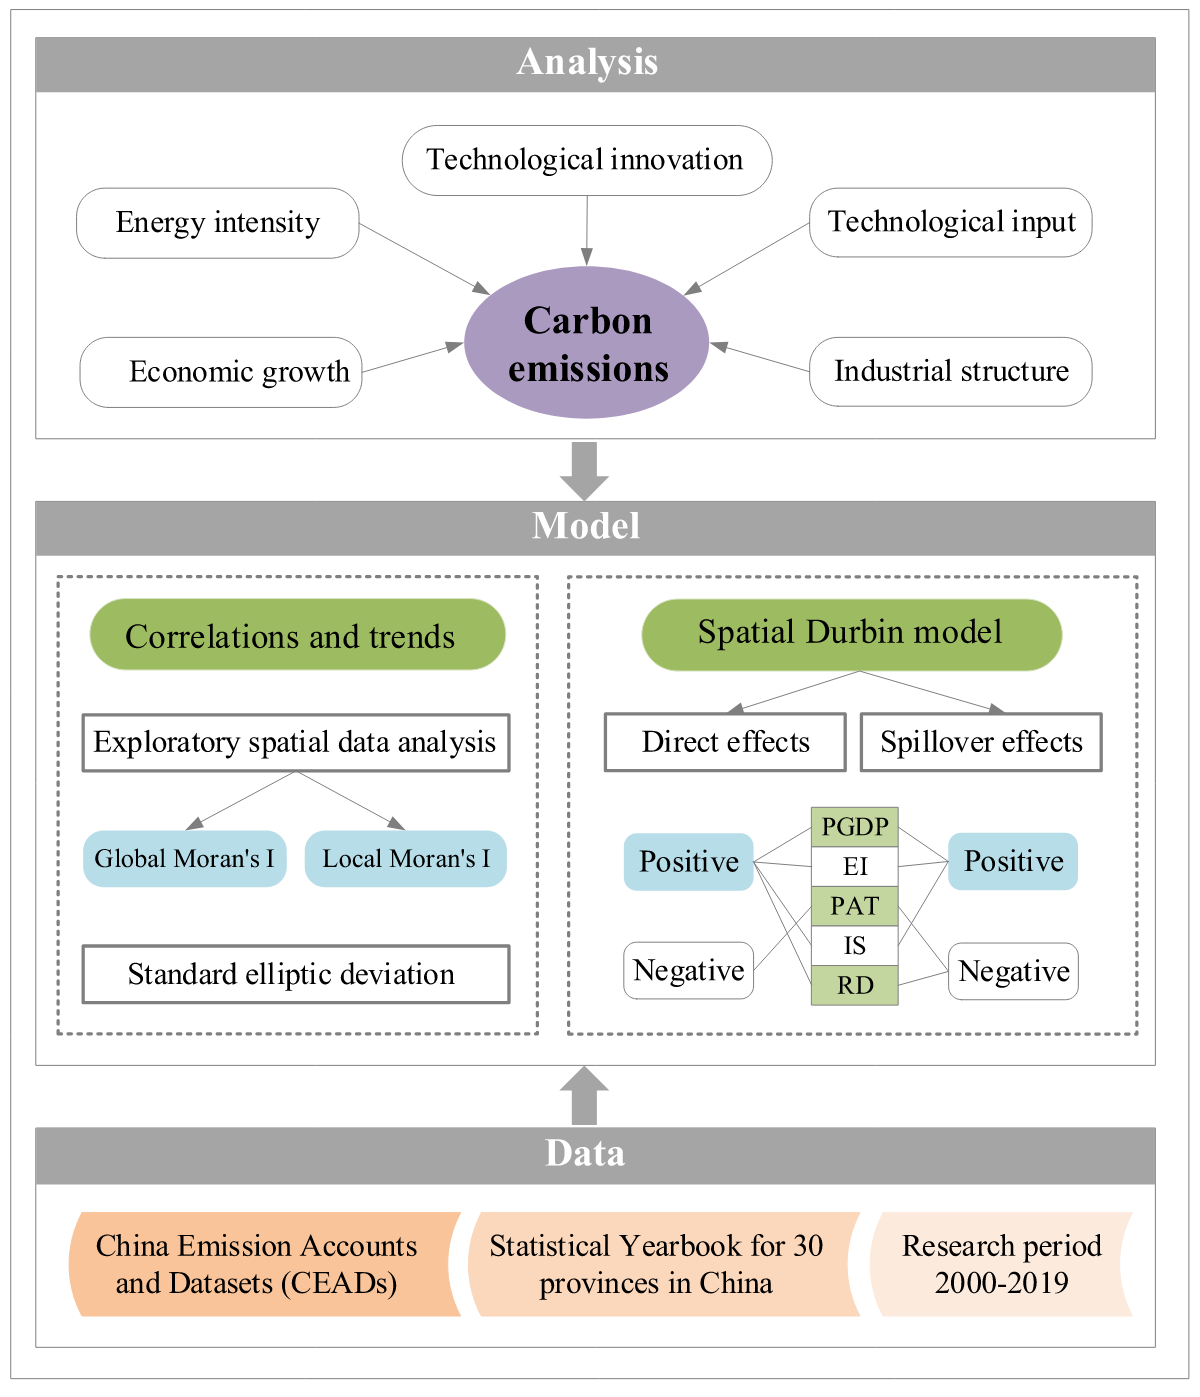 Analysis
Technological innovation
Energy intensity
Technological input
Carbon
emissions
Economic growth
Industrial structure
Model
Correlations and trends
Exploratory spatial data analysis
Global Moran's I
Local Moran's I
Standard elliptic deviation
Spatial Durbin model
Direct effects
Spillover effects
Positive
Negative
PGDP
EI
PAT
IS
RD
Positive
Negative
Data
China Emission Accounts
and Datasets (CEADs)
Statistical Yearbook for 30
provinces in China
Research period
2000-2019